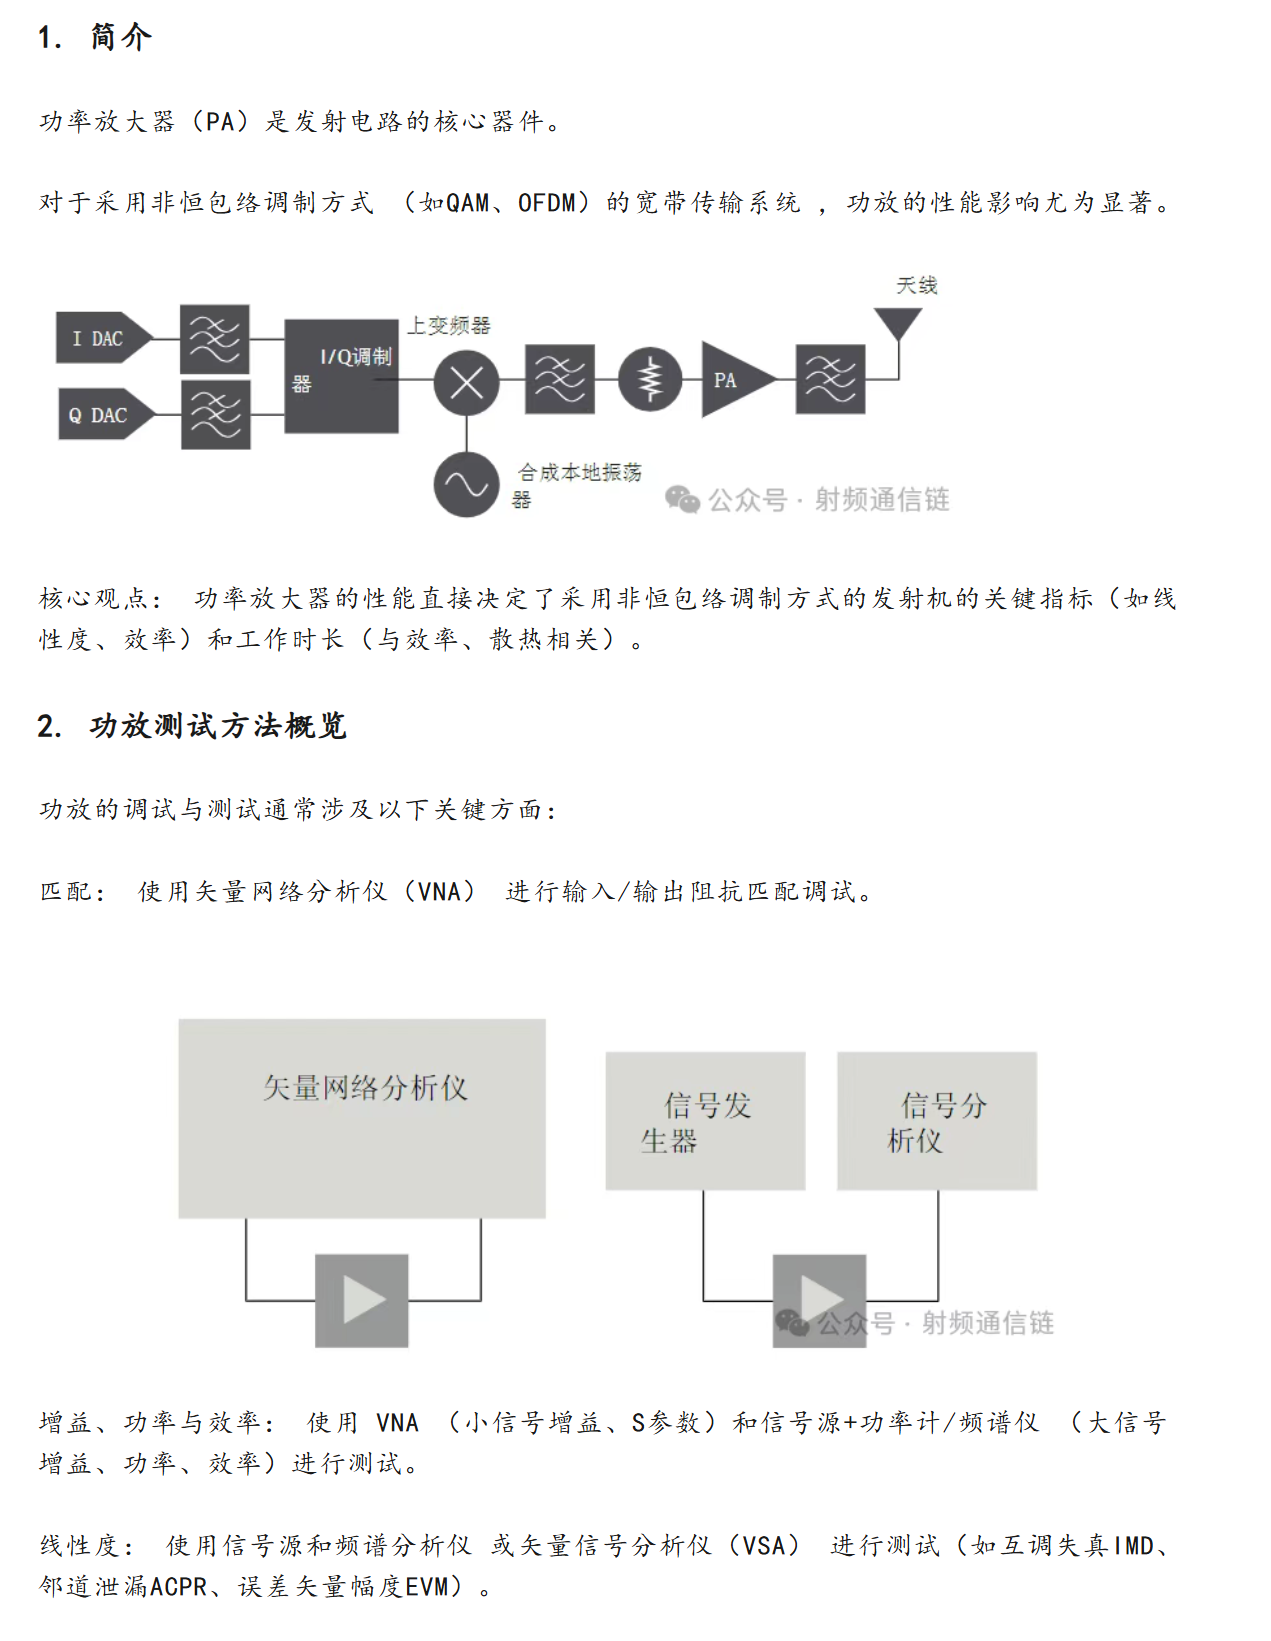 1. 简介
功率放大器（PA）是发射电路的核心器件。
对于采用非恒包络调制方式 （如QAM、OFDM）的宽带传输系统 ，功放的性能影响尤为显著。
天线
上变频器
I DAC
I/Q调制
器
PA
Q DAC
合成本地振荡
器
公众号·射频通信链
核心观点： 功率放大器的性能直接决定了采用非恒包络调制方式的发射机的关键指标（如线
性度、效率）和工作时长（与效率、散热相关）。
2. 功放测试方法概览
功放的调试与测试通常涉及以下关键方面：
匹配： 使用矢量网络分析仪（VNA） 进行输入/输出阻抗匹配调试。
矢量网络分析仪
信号发
生器
信号分
析仪
公众号·射频通信链
增益、功率与效率： 使用 VNA （小信号增益、S参数）和信号源+功率计/频谱仪 （大信号
增益、功率、效率）进行测试。
线性度： 使用信号源和频谱分析仪 或矢量信号分析仪（VSA） 进行测试（如互调失真IMD、
邻道泄漏ACPR、误差矢量幅度EVM）。